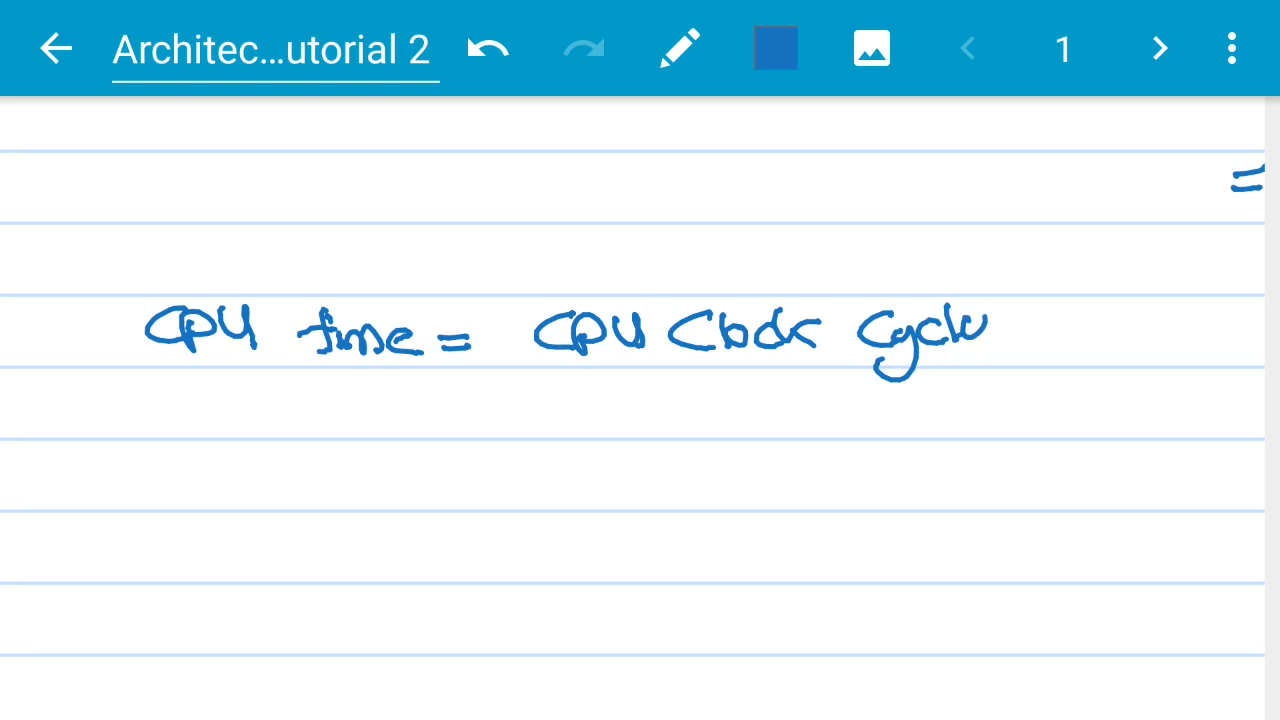 Architec...utorial 2
1
=
CPU time = CPU Clock Cycle